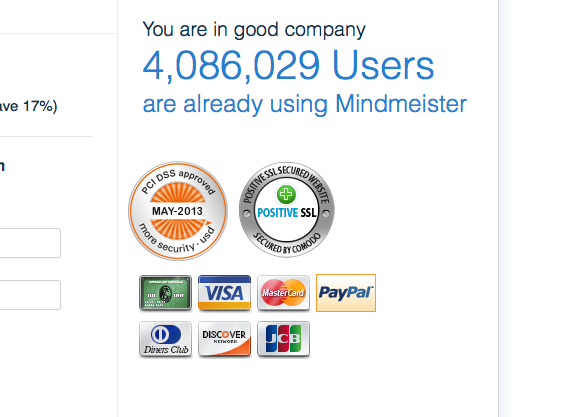 You are in good company
4,086,029 Users
are already using Mindmeister
ave 17%)
n
PCI DSS approved
MAY-2013
more security - usd
POSITIVE SSL SECURED WEBSITE
POSITIVE SSL
SECURED BY COMODO
VISA
MasterCard
PayPal
Diners Club
DISCOVER
NETWORK
JCB